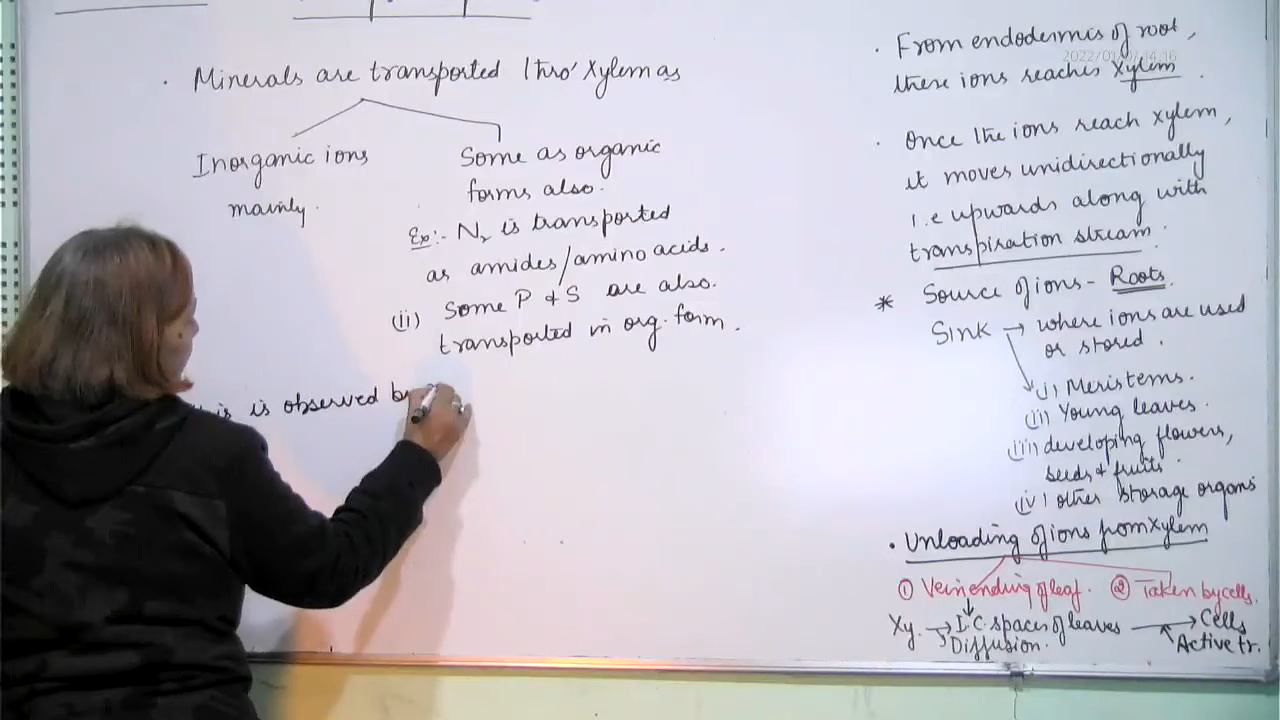 . Minerals are transported thro' Xylem as
Inorganic ions
mainly.
Some as organic
forms also.
Ex:- N2 is transported
as amides/amino acids.
(ii) Some P & S are also.
transported in org. form.
is is observed by
. From endodermis of root,
these ions reaches Xylem.
. Once the ions reach xylem,
it moves unidirectionally
i.e upwards along with
transpiration stream.
* Source of ions - Roots.
Sink → where ions are used
or stored.
(i) Meristems.
(ii) Young leaves.
(iii) developing flowers,
seeds & fruits.
(iv) other storage organs
. Unloading of ions from Xylem
① Vein ending of leaf. ② Taken by cells.
Xy. → I.C. spaces of leaves → Cells
Diffusion. Active tr.